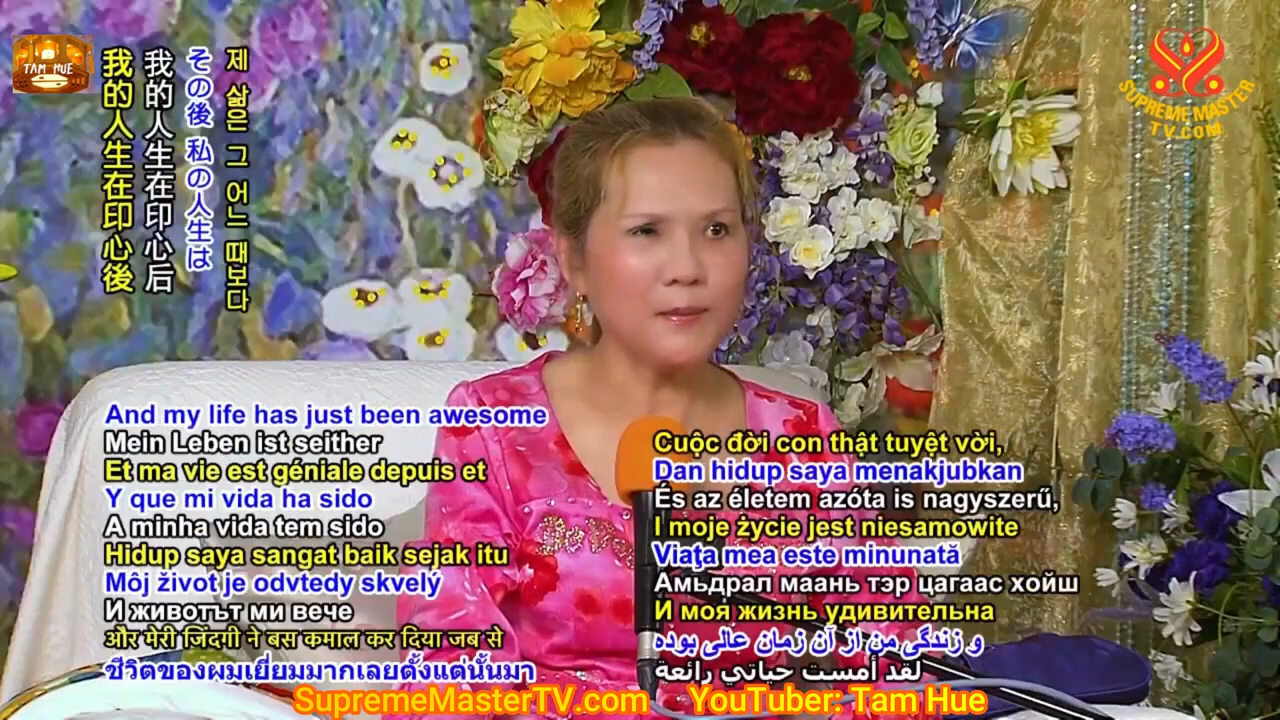 TAM HUE
SUPREME MASTER
TV.COM
제 삶은 그 어느 때보다
その後 私の人生は
我的人生在印心后
我的人生在印心後
And my life has just been awesome
Mein Leben ist seither
Et ma vie est géniale depuis et
Y que mi vida ha sido
A minha vida tem sido
Hidup saya sangat baik sejak itu
Môj život je odvtedy skvelý
И животът ми вече
और मेरी जिंदगी ने बस कमाल कर दिया जब से
ชีวิตของผมเยี่ยมมากเลยตั้งแต่นั้นมา
Cuộc đời con thật tuyệt vời,
Dan hidup saya menakjubkan
És az életem azóta is nagyszerű,
I moje życie jest niesamowite
Viaţa mea este minunată
Амьдрал маань тэр цагаас хойш
И моя жизнь удивительна
و زندگی من از آن زمان عالی بوده
لقد أمست حياتي رائعة
SupremeMasterTV.com YouTuber: Tam Hue